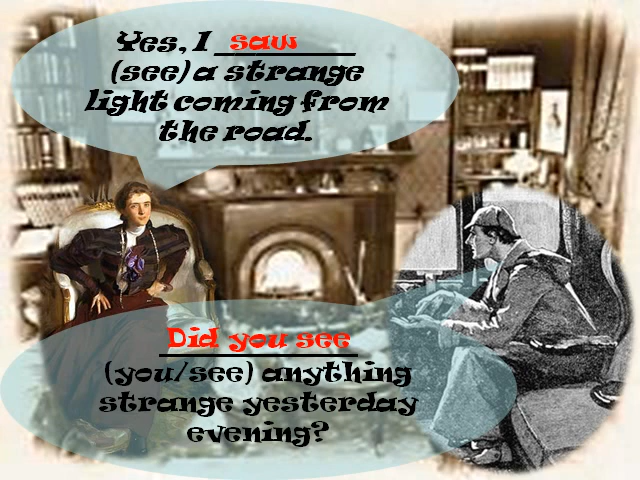 Yes, I saw
(see) a strange
light coming from
the road.
Did you see
(you/see) anything
strange yesterday
evening?